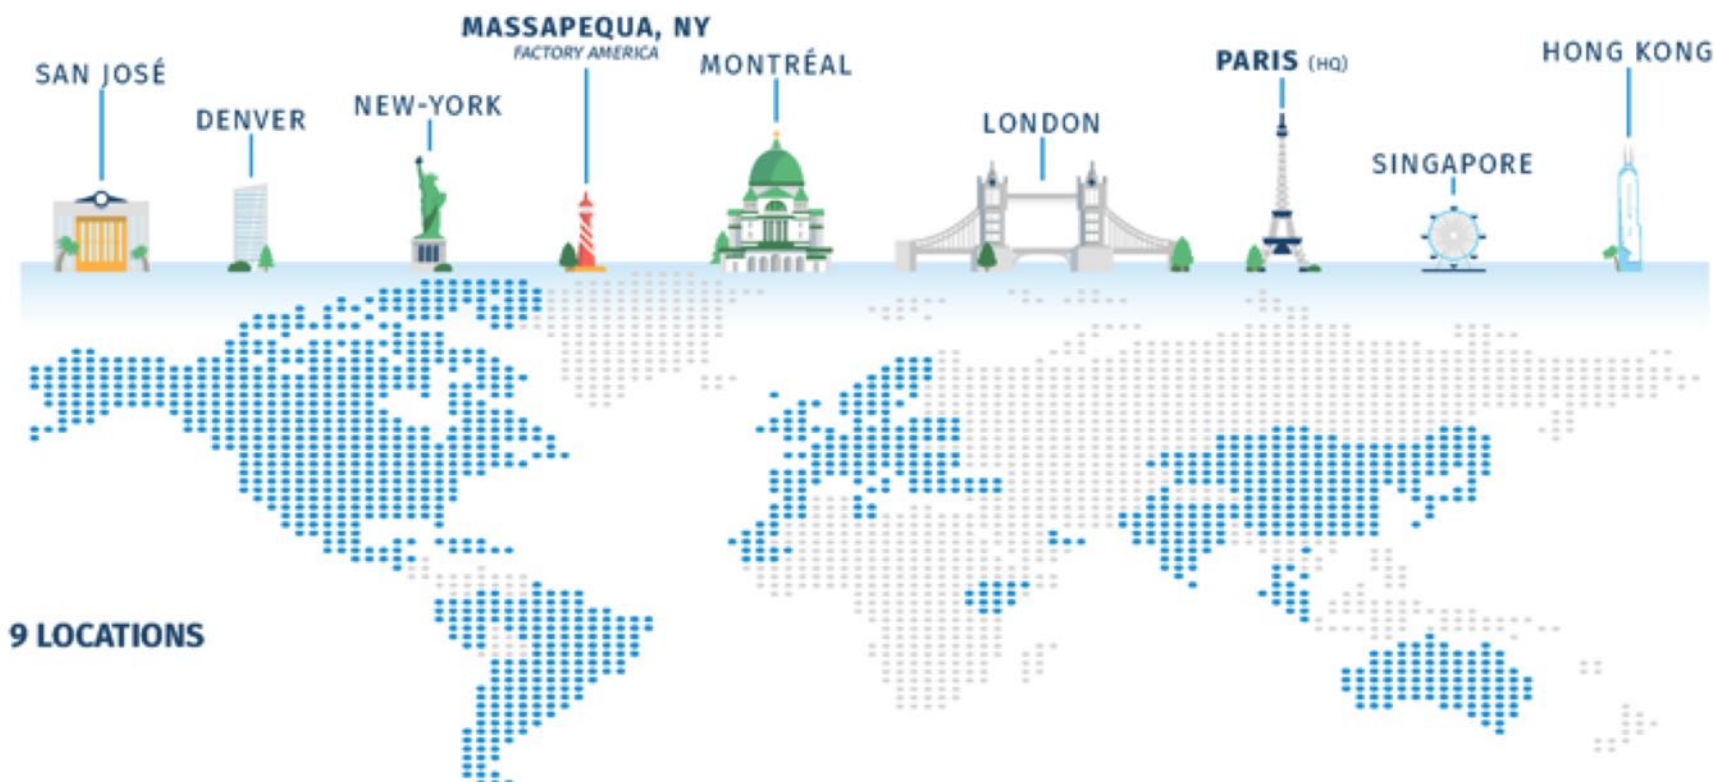 MASSAPEQUA, NY
FACTORY AMERICA
SAN JOSÉ
DENVER
NEW-YORK
MONTRÉAL
LONDON
PARIS (HQ)
SINGAPORE
HONG KONG
9 LOCATIONS